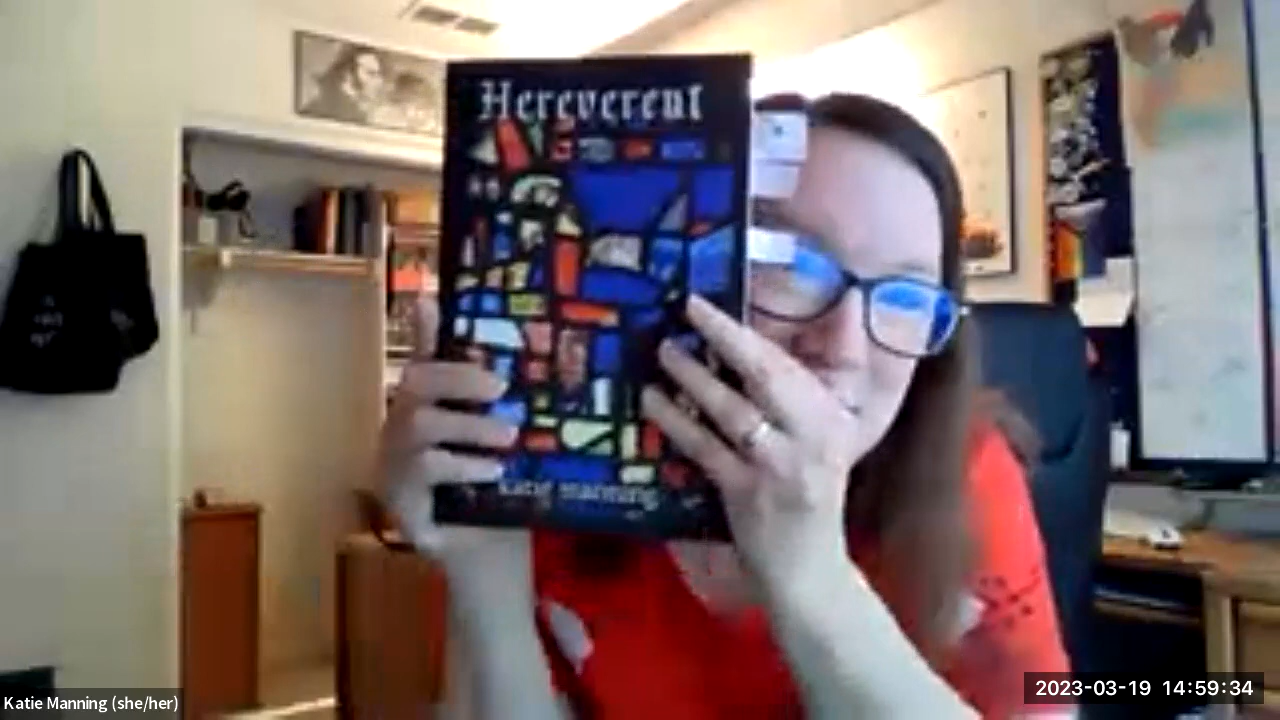 Hereverent
katie manning
Katie Manning (she/her)
2023-03-19 14:59:34